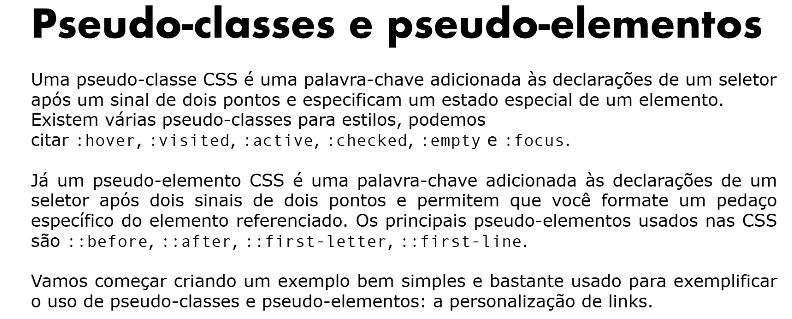 Pseudo-classes e pseudo-elementos
Uma pseudo-classe CSS é uma palavra-chave adicionada às declarações de um seletor
após um sinal de dois pontos e especificam um estado especial de um elemento.
Existem várias pseudo-classes para estilos, podemos
citar :hover, :visited, :active, :checked, :empty e :focus.
Já um pseudo-elemento CSS é uma palavra-chave adicionada às declarações de um
seletor após dois sinais de dois pontos e permitem que você formate um pedaço
específico do elemento referenciado. Os principais pseudo-elementos usados nas CSS
são ::before, ::after, ::first-letter, ::first-line.
Vamos começar criando um exemplo bem simples e bastante usado para exemplificar
o uso de pseudo-classes e pseudo-elementos: a personalização de links.